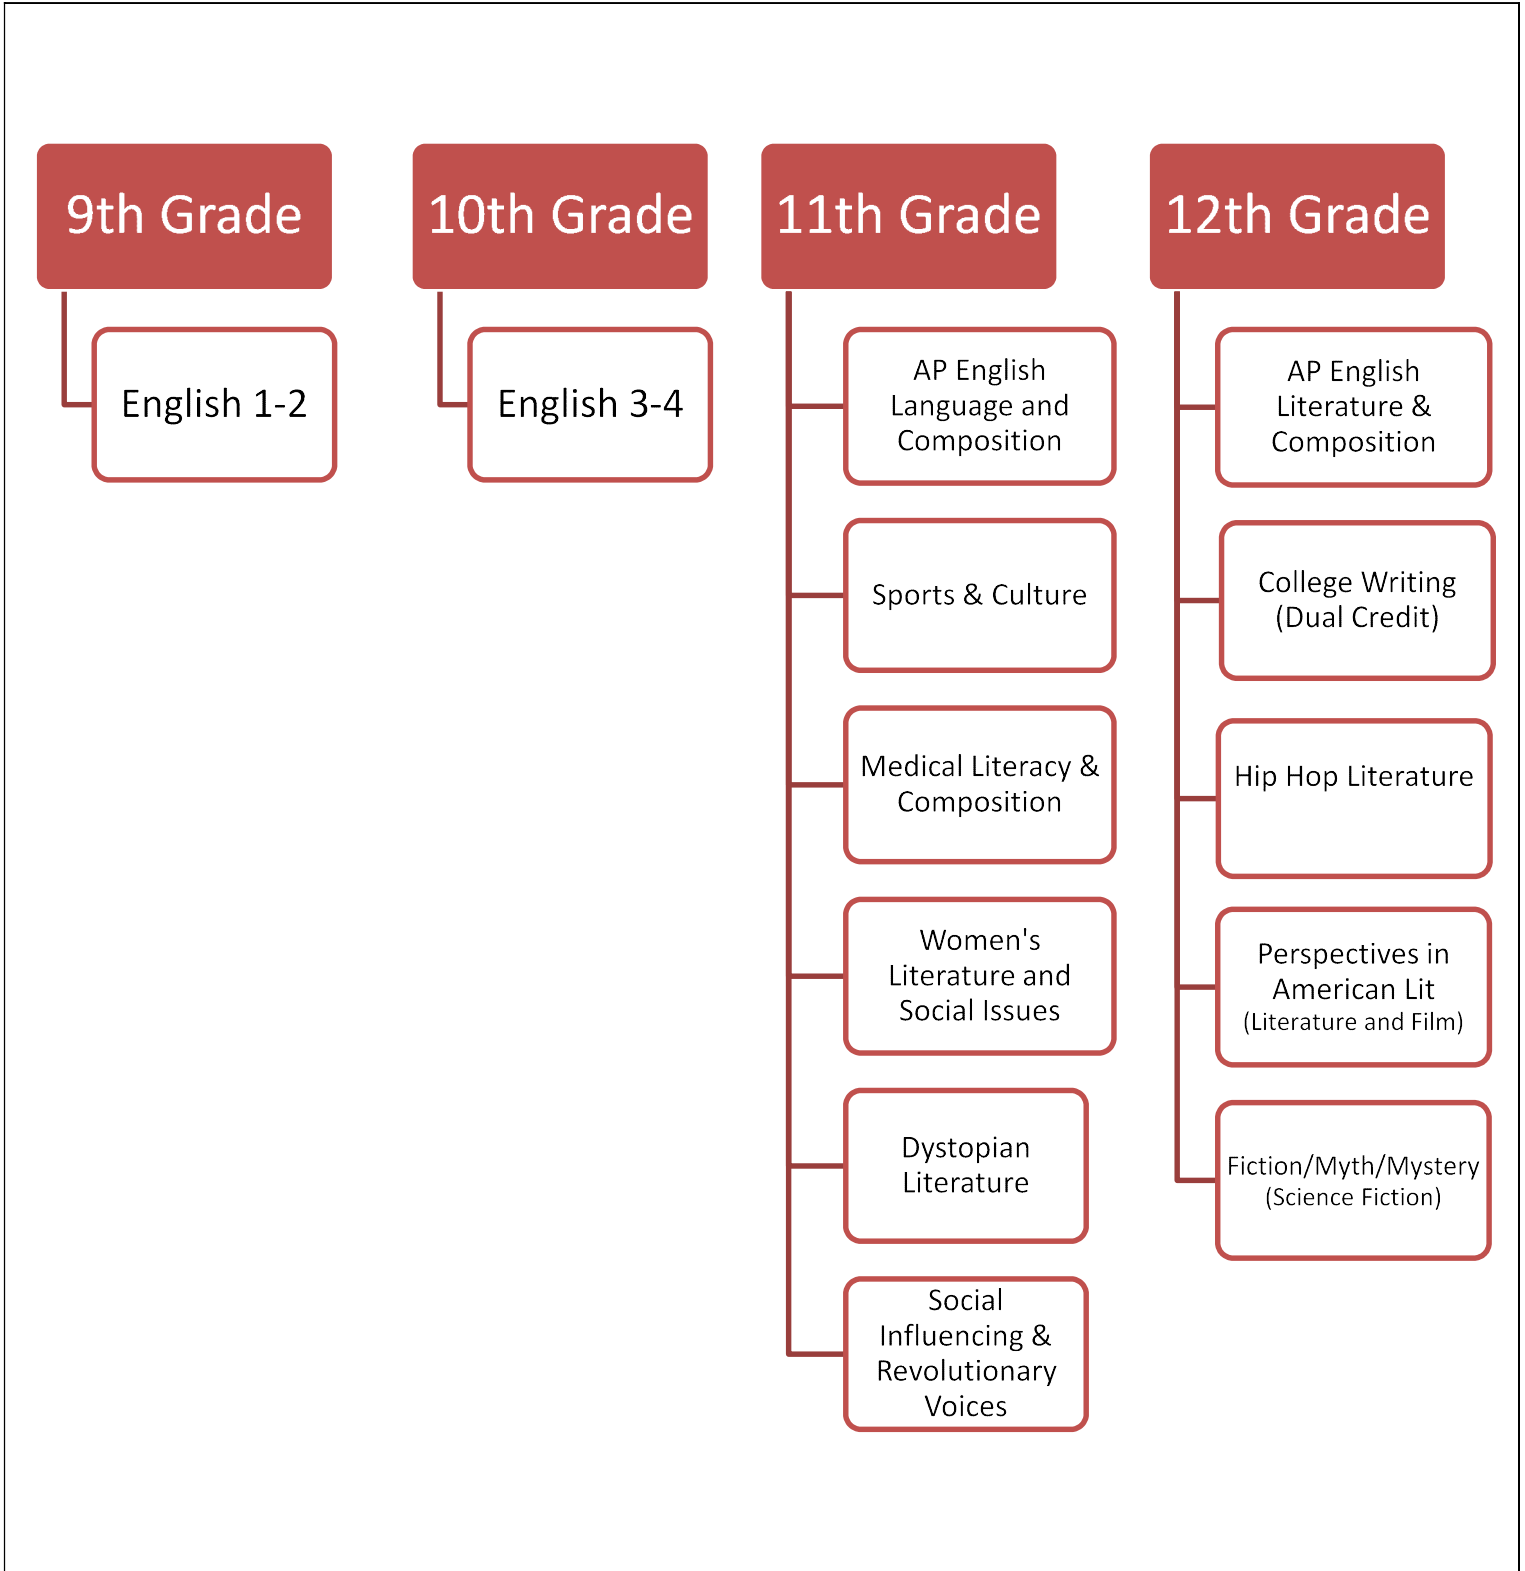 9th Grade
English 1-2
10th Grade
English 3-4
11th Grade
AP English
Language and
Composition
Sports & Culture
Medical Literacy &
Composition
Women's
Literature and
Social Issues
Dystopian
Literature
Social
Influencing &
Revolutionary
Voices
12th Grade
AP English
Literature &
Composition
College Writing
(Dual Credit)
Hip Hop Literature
Perspectives in
American Lit
(Literature and Film)
Fiction/Myth/Mystery
(Science Fiction)